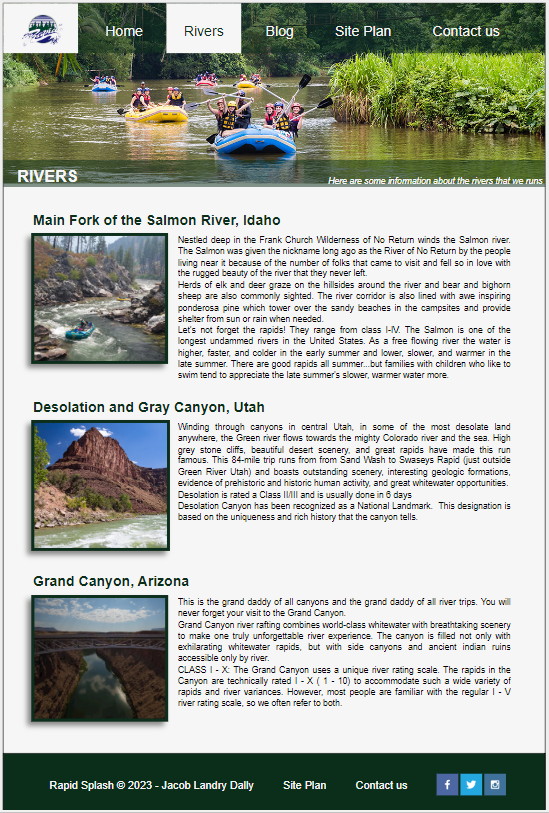 Home Rivers Blog Site Plan Contact us
RIVERS
Here are some information about the rivers that we runs
Main Fork of the Salmon River, Idaho
Nestled deep in the Frank Church Wilderness of No Return winds the Salmon river.
The Salmon was given the nickname long ago as the River of No Return by the people
living near it because of the number of folks that came to visit and fell so in love with
the rugged beauty of the river that they never left.
Herds of elk and deer graze on the hillsides around the river and bear and bighorn
sheep are also commonly sighted. The river corridor is also lined with awe inspiring
ponderosa pine which tower over the sandy beaches in the campsites and provide
shelter from sun or rain when needed.
Let's not forget the rapids! They range from class I-IV. The Salmon is one of the
longest undammed rivers in the United States. As a free flowing river the water is
higher, faster, and colder in the early summer and lower, slower, and warmer in the
late summer. There are good rapids all summer...but families with children who like to
swim tend to appreciate the late summer's slower, warmer water more.
Desolation and Gray Canyon, Utah
Winding through canyons in central Utah, in some of the most desolate land
anywhere, the Green river flows towards the mighty Colorado river and the sea. High
grey stone cliffs, beautiful desert scenery, and great rapids have made this run
famous. This 84-mile trip runs from from Sand Wash to Swaseys Rapid (just outside
Green River Utah) and boasts outstanding scenery, interesting geologic formations,
evidence of prehistoric and historic human activity, and great whitewater opportunities.
Desolation is rated a Class II/III and is usually done in 6 days
Desolation Canyon has been recognized as a National Landmark. This designation is
based on the uniqueness and rich history that the canyon tells.
Grand Canyon, Arizona
This is the grand daddy of all canyons and the grand daddy of all river trips. You will
never forget your visit to the Grand Canyon.
Grand Canyon river rafting combines world-class whitewater with breathtaking scenery
to make one truly unforgettable river experience. The canyon is filled not only with
exhilarating whitewater rapids, but with side canyons and ancient indian ruins
accessible only by river.
CLASS I - X: The Grand Canyon uses a unique river rating scale. The rapids in the
Canyon are technically rated I - X ( 1 - 10) to accommodate such a wide variety of
rapids and river variances. However, most people are familiar with the regular I - V
river rating scale, so we often refer to both.
Rapid Splash © 2023 - Jacob Landry Dally Site Plan Contact us